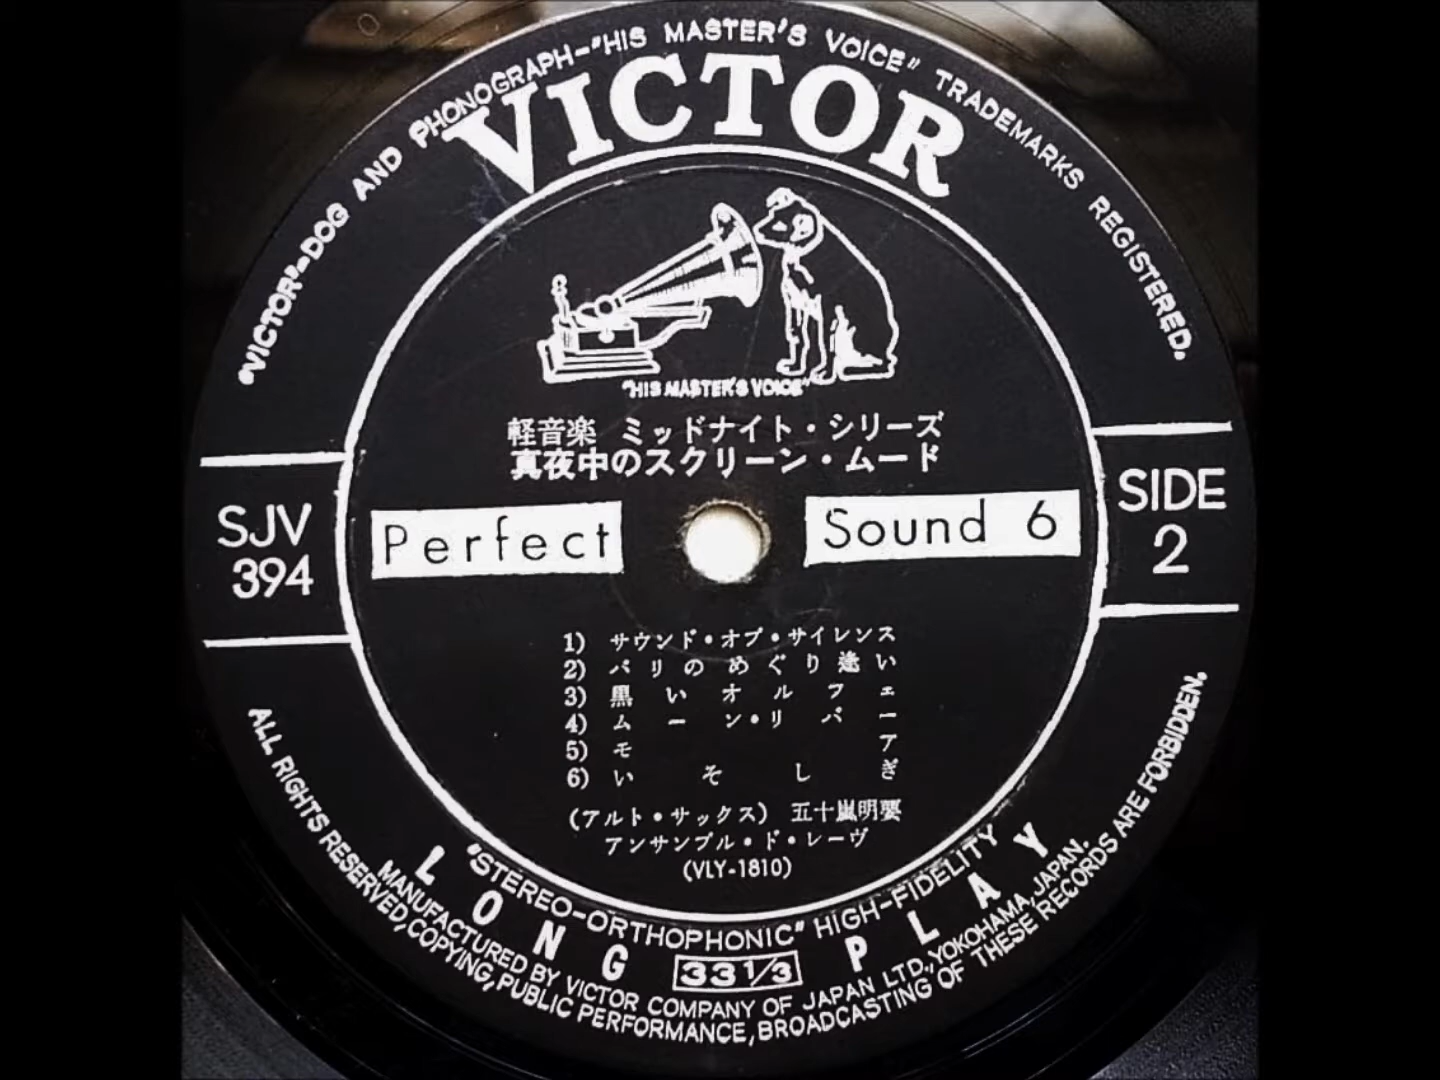 "VICTOR"-DOG AND PHONOGRAPH-"HIS MASTER'S VOICE" TRADEMARKS REGISTERED.
VICTOR
"HIS MASTER'S VOICE"
軽音楽 ミッドナイト・シリーズ
真夜中のスクリーン・ムード
SJV
394
Perfect Sound 6
SIDE
2
1) サウンド・オブ・サイレンス
2) パリのめぐり逢い
3) 黒いオルフェ
4) ムーン・リバー
5) モア
6) いそしぎ
(アルト・サックス) 五十嵐明要
アンサンブル・ド・レーヴ
(VLY-1810)
"STEREO-ORTHOPHONIC" HIGH-FIDELITY
LONG 33 1/3 PLAY
MANUFACTURED BY VICTOR COMPANY OF JAPAN LTD., YOKOHAMA, JAPAN.
ALL RIGHTS RESERVED, COPYING, PUBLIC PERFORMANCE, BROADCASTING OF THESE RECORDS ARE FORBIDDEN.